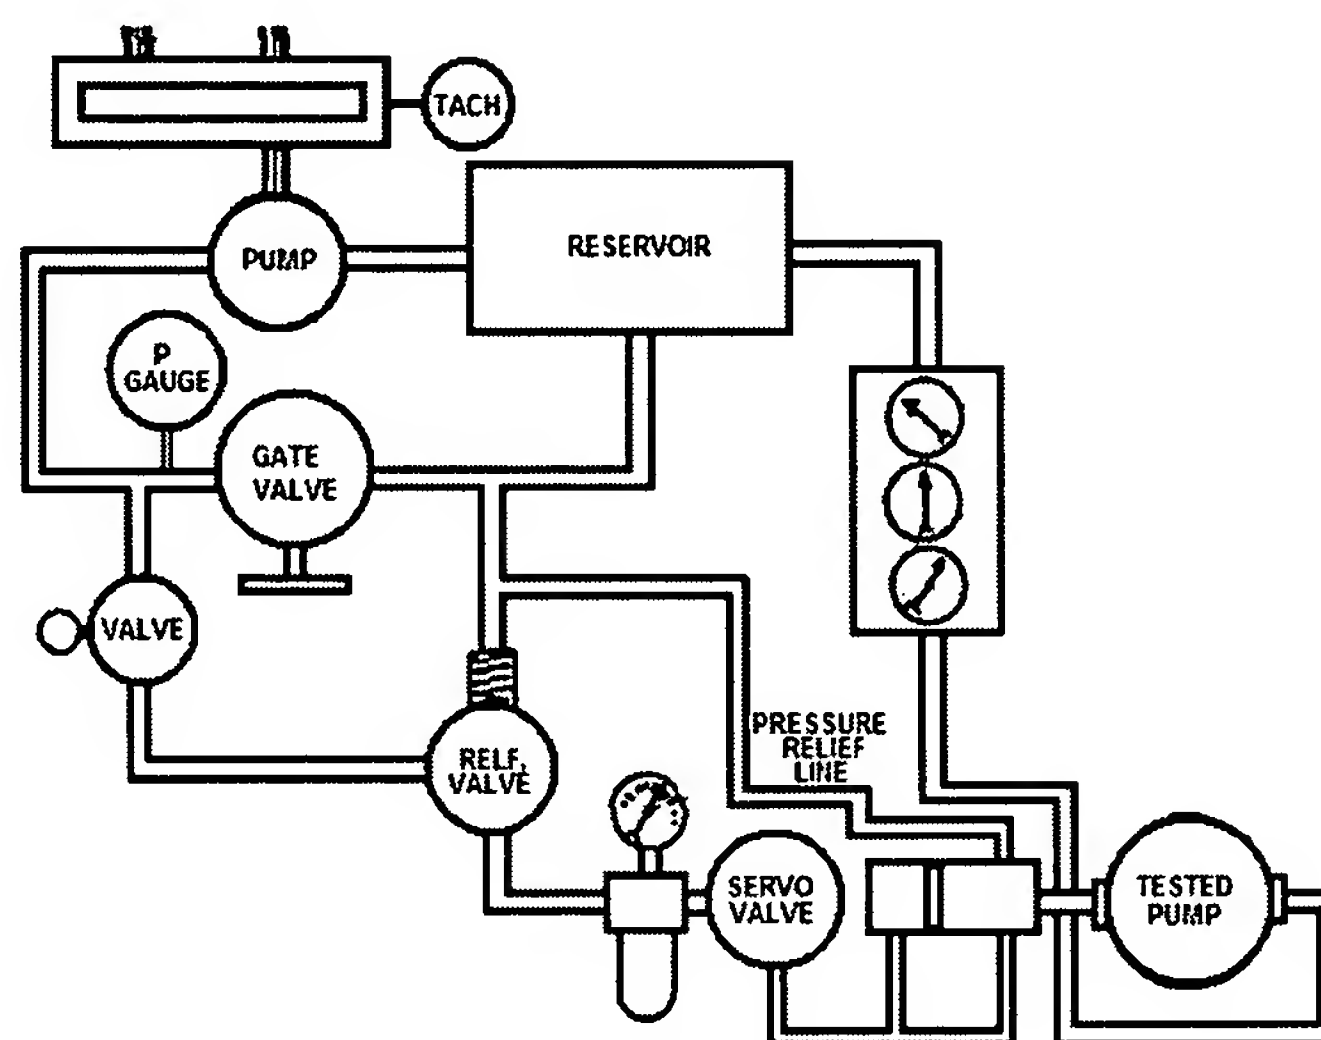 TACH
PUMP
RESERVOIR
P
GAUGE
GATE
VALVE
VALVE
RELF,
VALVE
PRESSURE
RELIEF
LINE
SERVO
VALVE
TESTED
PUMP